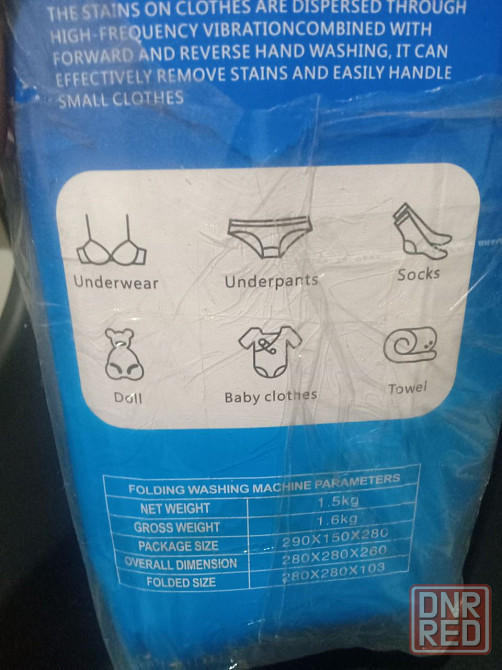 THE STAINS ON CLOTHES ARE DISPERSED THROUGH
HIGH-FREQUENCY VIBRATIONCOMBINED WITH
FORWARD AND REVERSE HAND WASHING, IT CAN
EFFECTIVELY REMOVE STAINS AND EASILY HANDLE
SMALL CLOTHES
Underwear Underpants Socks
Doll Baby clothes Towel
FOLDING WASHING MACHINE PARAMETERS
NET WEIGHT 1.5kg
GROSS WEIGHT 1.6kg
PACKAGE SIZE 290X150X280
OVERALL DIMENSION 280X280X260
FOLDED SIZE 280X280X103
DNR
RED